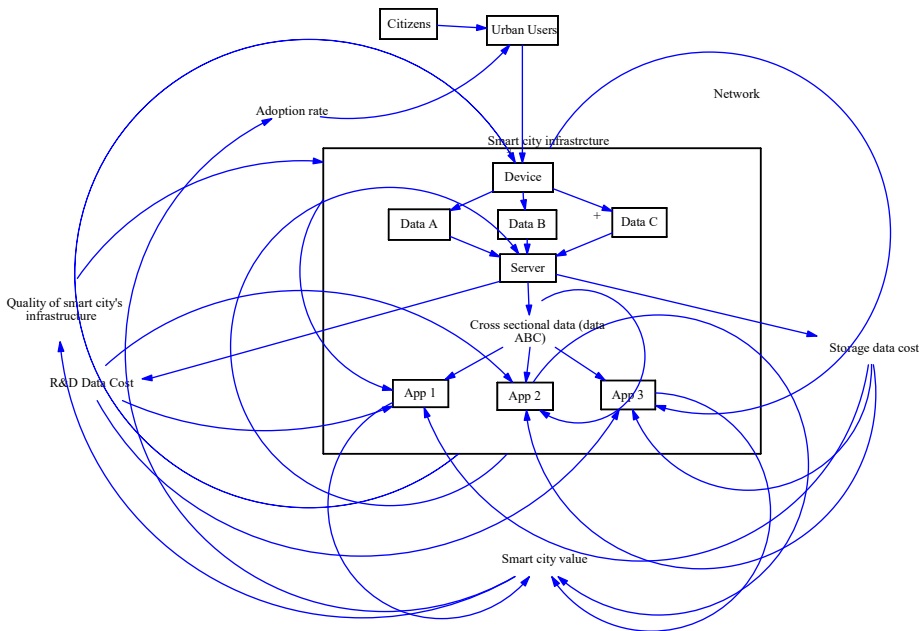 Citizens
Urban Users
Network
Adoption rate
Smart city infrastrcture
Device
Data A
Data B
+
Data C
Server
Quality of smart city's
infrastructure
Cross sectional data (data
ABC)
Storage data cost
R&D Data Cost
App 1
App 2
App 3
Smart city value